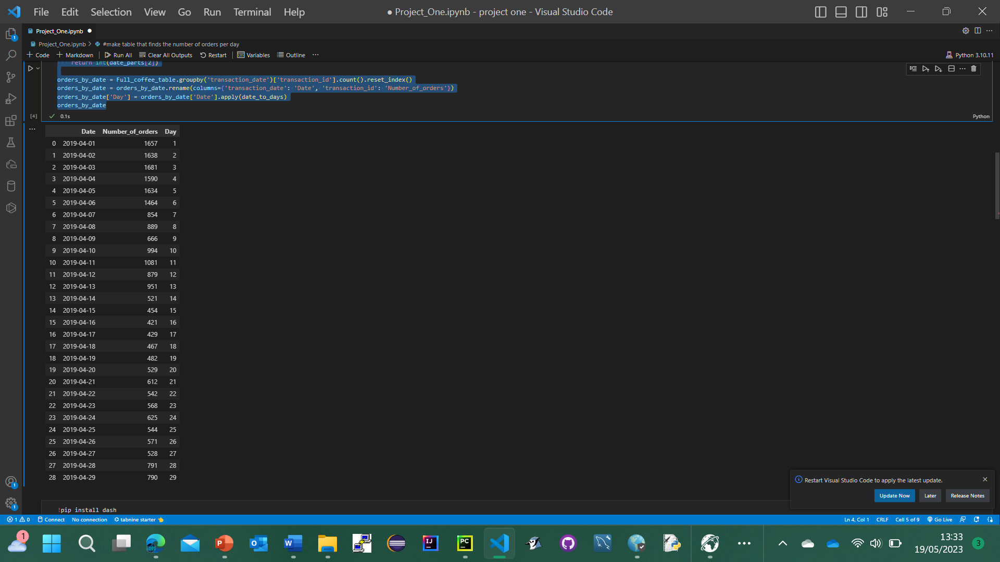 File Edit Selection View Go Run Terminal Help ● Project_One.ipynb - project one - Visual Studio Code
Project_One.ipynb ●
Project_One.ipynb > #make table that finds the number of orders per day
+ Code + Markdown Run All Clear All Outputs Restart Variables Outline ... Python 3.10.11
return int(date_parts[2])
orders_by_date = Full_coffee_table.groupby('transaction_date')['transaction_id'].count().reset_index()
orders_by_date = orders_by_date.rename(columns={'transaction_date': 'Date', 'transaction_id': 'Number_of_orders'})
orders_by_date['Day'] = orders_by_date['Date'].apply(date_to_days)
orders_by_date
[4] ✓ 0.1s Python
Date Number_of_orders Day
0 2019-04-01 1657 1
1 2019-04-02 1638 2
2 2019-04-03 1681 3
3 2019-04-04 1590 4
4 2019-04-05 1634 5
5 2019-04-06 1464 6
6 2019-04-07 854 7
7 2019-04-08 889 8
8 2019-04-09 666 9
9 2019-04-10 994 10
10 2019-04-11 1081 11
11 2019-04-12 879 12
12 2019-04-13 951 13
13 2019-04-14 521 14
14 2019-04-15 454 15
15 2019-04-16 421 16
16 2019-04-17 429 17
17 2019-04-18 467 18
18 2019-04-19 482 19
19 2019-04-20 529 20
20 2019-04-21 612 21
21 2019-04-22 542 22
22 2019-04-23 568 23
23 2019-04-24 625 24
24 2019-04-25 544 25
25 2019-04-26 571 26
26 2019-04-27 528 27
27 2019-04-28 791 28
28 2019-04-29 790 29
Restart Visual Studio Code to apply the latest update.
Update Now Later Release Notes
!pip install dash
1 0 Connect No connection tabnine starter Ln 4, Col 1 CRLF Cell 5 of 9 Go Live
1 13:33
19/05/2023 3